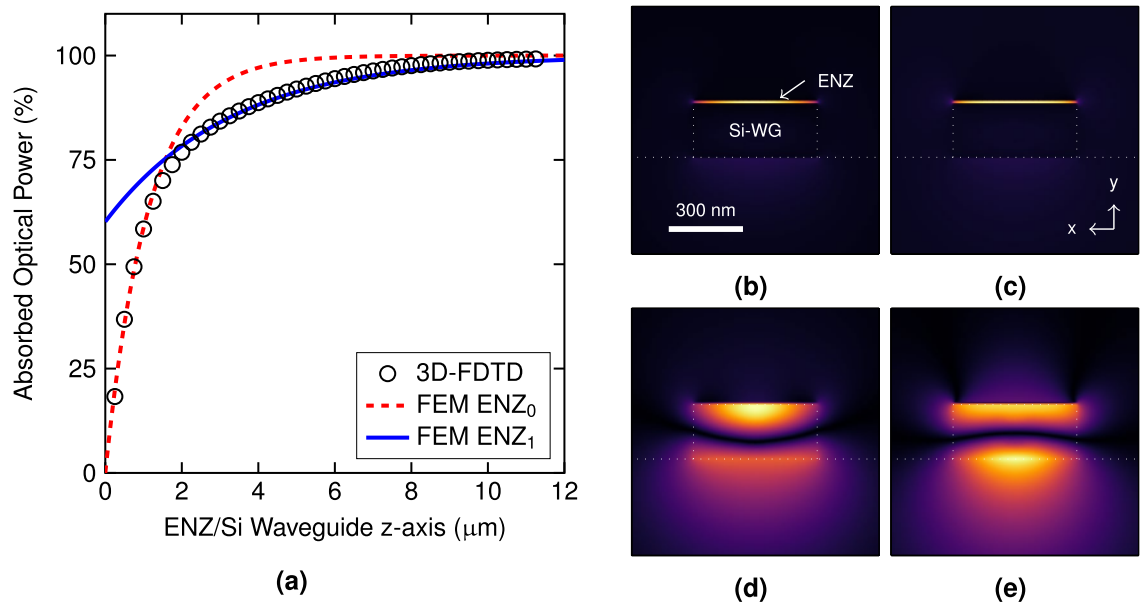 Absorbed Optical Power (%)
100
75
50
25
0
0 2 4 6 8 10 12
ENZ/Si Waveguide z-axis (μm)
3D-FDTD
FEM ENZ₀
FEM ENZ₁
(a)
ENZ
Si-WG
300 nm
(b)
y
x
(c)
(d)
(e)